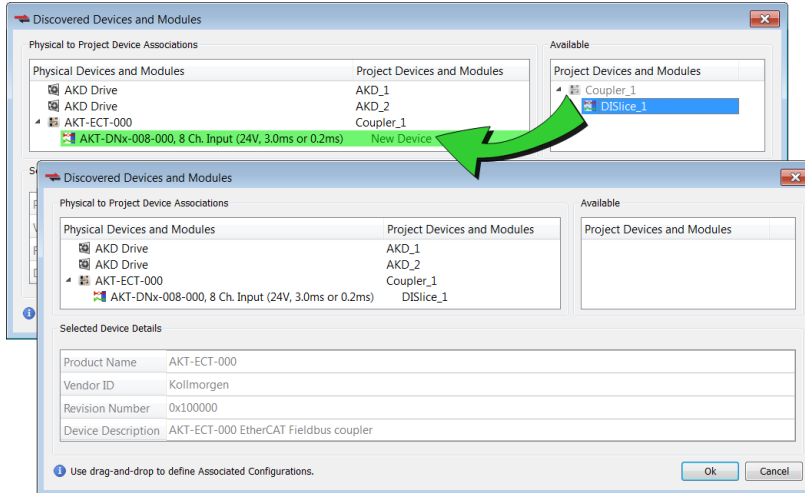 Discovered Devices and Modules
Physical to Project Device Associations
Available
Physical Devices and Modules Project Devices and Modules
Project Devices and Modules
AKD Drive AKD_1
Coupler_1
AKD Drive AKD_2
DISlice_1
AKT-ECT-000 Coupler_1
AKT-DNx-008-000, 8 Ch. Input (24V, 3.0ms or 0.2ms) New Device
Discovered Devices and Modules
Physical to Project Device Associations
Available
Physical Devices and Modules Project Devices and Modules
Project Devices and Modules
AKD Drive AKD_1
AKD Drive AKD_2
AKT-ECT-000 Coupler_1
AKT-DNx-008-000, 8 Ch. Input (24V, 3.0ms or 0.2ms) DISlice_1
Selected Device Details
Product Name AKT-ECT-000
Vendor ID Kollmorgen
Revision Number 0x100000
Device Description AKT-ECT-000 EtherCAT Fieldbus coupler
Use drag-and-drop to define Associated Configurations.
Ok Cancel